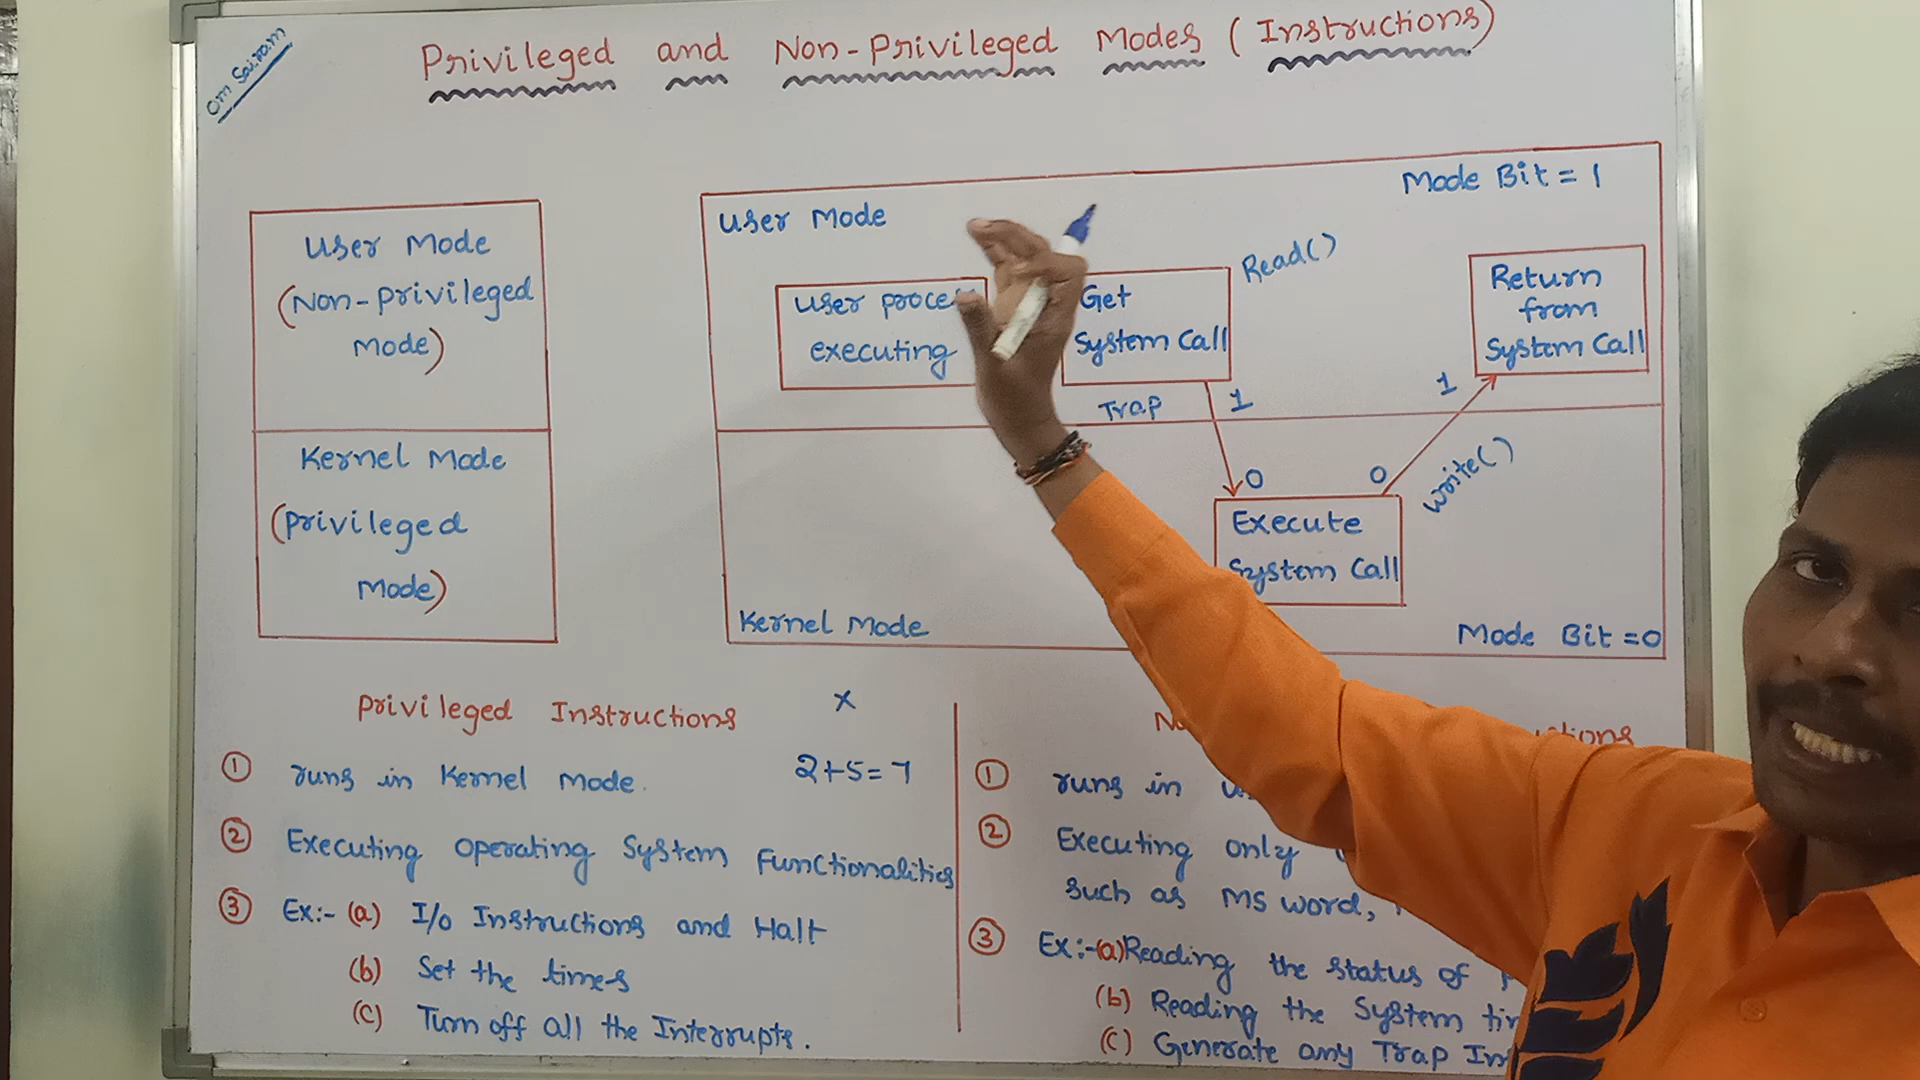 Om Sairam
Privileged and Non-Privileged Modes (Instructions)
User Mode
(Non-privileged
Mode)
Kernel Mode
(privileged
Mode)
User Mode
Mode Bit = 1
User
executing
Get
System Call
Read()
Return
from
System Call
Trap
1
1
0
0
Write()
Execute
System Call
Kernel Mode
Mode Bit =0
Privileged Instructions
x
① runs in Kernel Mode.
2+5=7
② Executing Operating System Functionalities
③ Ex:- (a) I/o Instructions and Halt
(b) Set the
(c) Turn off all the Interrupts.
① runs in
② Executing only
such as MS word,
③ Ex:-(a)Reading the status of
(b) Reading the System
(c) Generate any Trap